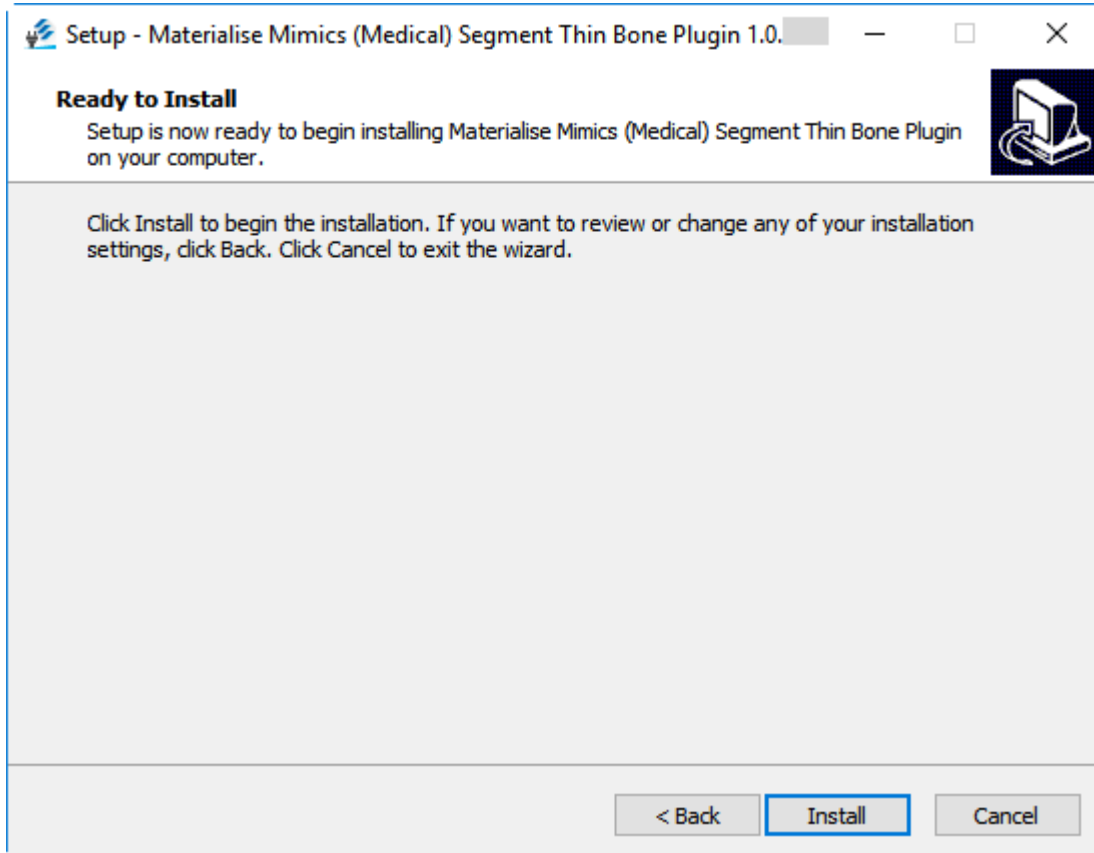 Setup - Materialise Mimics (Medical) Segment Thin Bone Plugin 1.0.
Ready to Install
Setup is now ready to begin installing Materialise Mimics (Medical) Segment Thin Bone Plugin
on your computer.
Click Install to begin the installation. If you want to review or change any of your installation
settings, click Back. Click Cancel to exit the wizard.
< Back Install Cancel